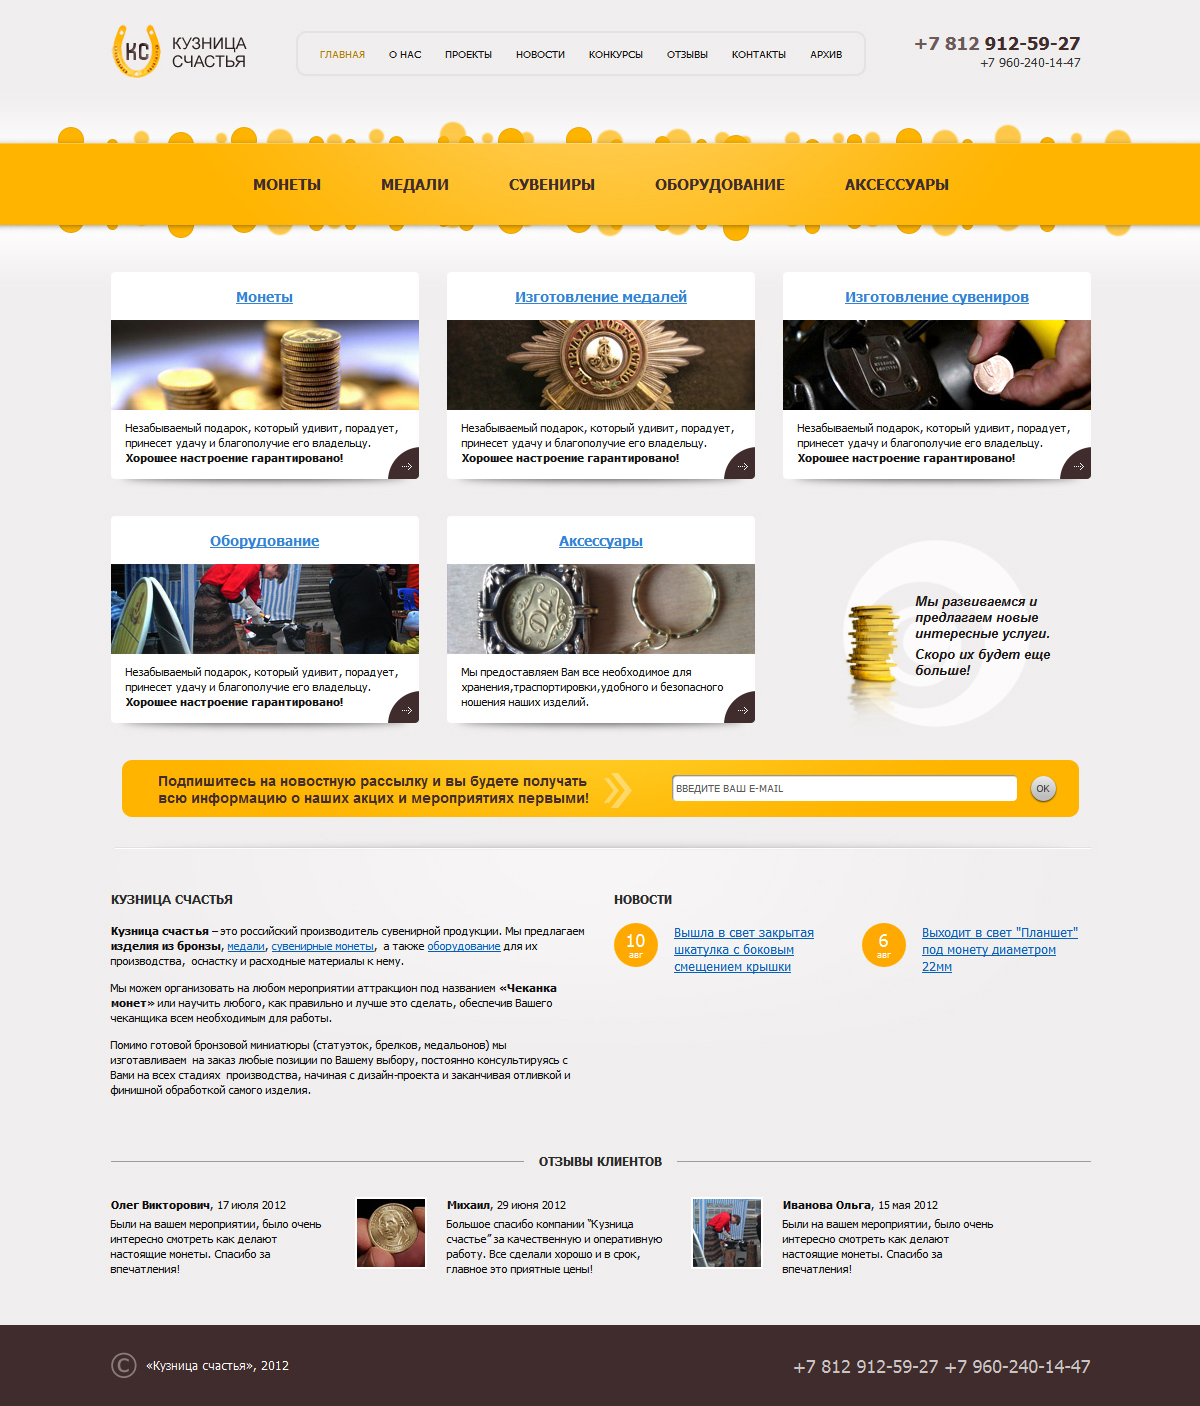 КС КУЗНИЦА
СЧАСТЬЯ
ГЛАВНАЯ О НАС ПРОЕКТЫ НОВОСТИ КОНКУРСЫ ОТЗЫВЫ КОНТАКТЫ АРХИВ
+7 812 912-59-27
+7 960-240-14-47
МОНЕТЫ МЕДАЛИ СУВЕНИРЫ ОБОРУДОВАНИЕ АКСЕССУАРЫ
Монеты
Незабываемый подарок, который удивит, порадует,
принесет удачу и благополучие его владельцу.
Хорошее настроение гарантировано!
Изготовление медалей
Незабываемый подарок, который удивит, порадует,
принесет удачу и благополучие его владельцу.
Хорошее настроение гарантировано!
Изготовление сувениров
Незабываемый подарок, который удивит, порадует,
принесет удачу и благополучие его владельцу.
Хорошее настроение гарантировано!
Оборудование
Незабываемый подарок, который удивит, порадует,
принесет удачу и благополучие его владельцу.
Хорошее настроение гарантировано!
Аксессуары
Мы предоставляем Вам все необходимое для
хранения,траспортировки,удобного и безопасного
ношения наших изделий.
Мы развиваемся и
предлагаем новые
интересные услуги.
Скоро их будет еще
больше!
Подпишитесь на новостную рассылку и вы будете получать
всю информацию о наших акциx и мероприятиях первыми!
ВВЕДИТЕ ВАШ E-MAIL
OK
КУЗНИЦА СЧАСТЬЯ
Кузница счастья – это российский производитель сувенирной продукции. Мы предлагаем
изделия из бронзы, медали, сувенирные монеты, а также оборудование для их
производства, оснастку и расходные материалы к нему.
Мы можем организовать на любом мероприятии аттракцион под названием «Чеканка
монет» или научить любого, как правильно и лучше это сделать, обеспечив Вашего
чеканщика всем необходимым для работы.
Помимо готовой бронзовой миниатюры (статуэток, брелков, медальонов) мы
изготавливаем на заказ любые позиции по Вашему выбору, постоянно консультируясь с
Вами на всех стадиях производства, начиная с дизайн-проекта и заканчивая отливкой и
финишной обработкой самого изделия.
НОВОСТИ
10
авг
Вышла в свет закрытая
шкатулка с боковым
смещением крышки
6
авг
Выходит в свет "Планшет"
под монету диаметром
22мм
ОТЗЫВЫ КЛИЕНТОВ
Олег Викторович, 17 июля 2012
Были на вашем мероприятии, было очень
интересно смотреть как делают
настоящие монеты. Спасибо за
впечатления!
Михаил, 29 июня 2012
Большое спасибо компании “Кузница
счастье” за качественную и оперативную
работу. Все сделали хорошо и в срок,
главное это приятные цены!
Иванова Ольга, 15 мая 2012
Были на вашем мероприятии, было очень
интересно смотреть как делают
настоящие монеты. Спасибо за
впечатления!
© «Кузница счастья», 2012
+7 812 912-59-27 +7 960-240-14-47